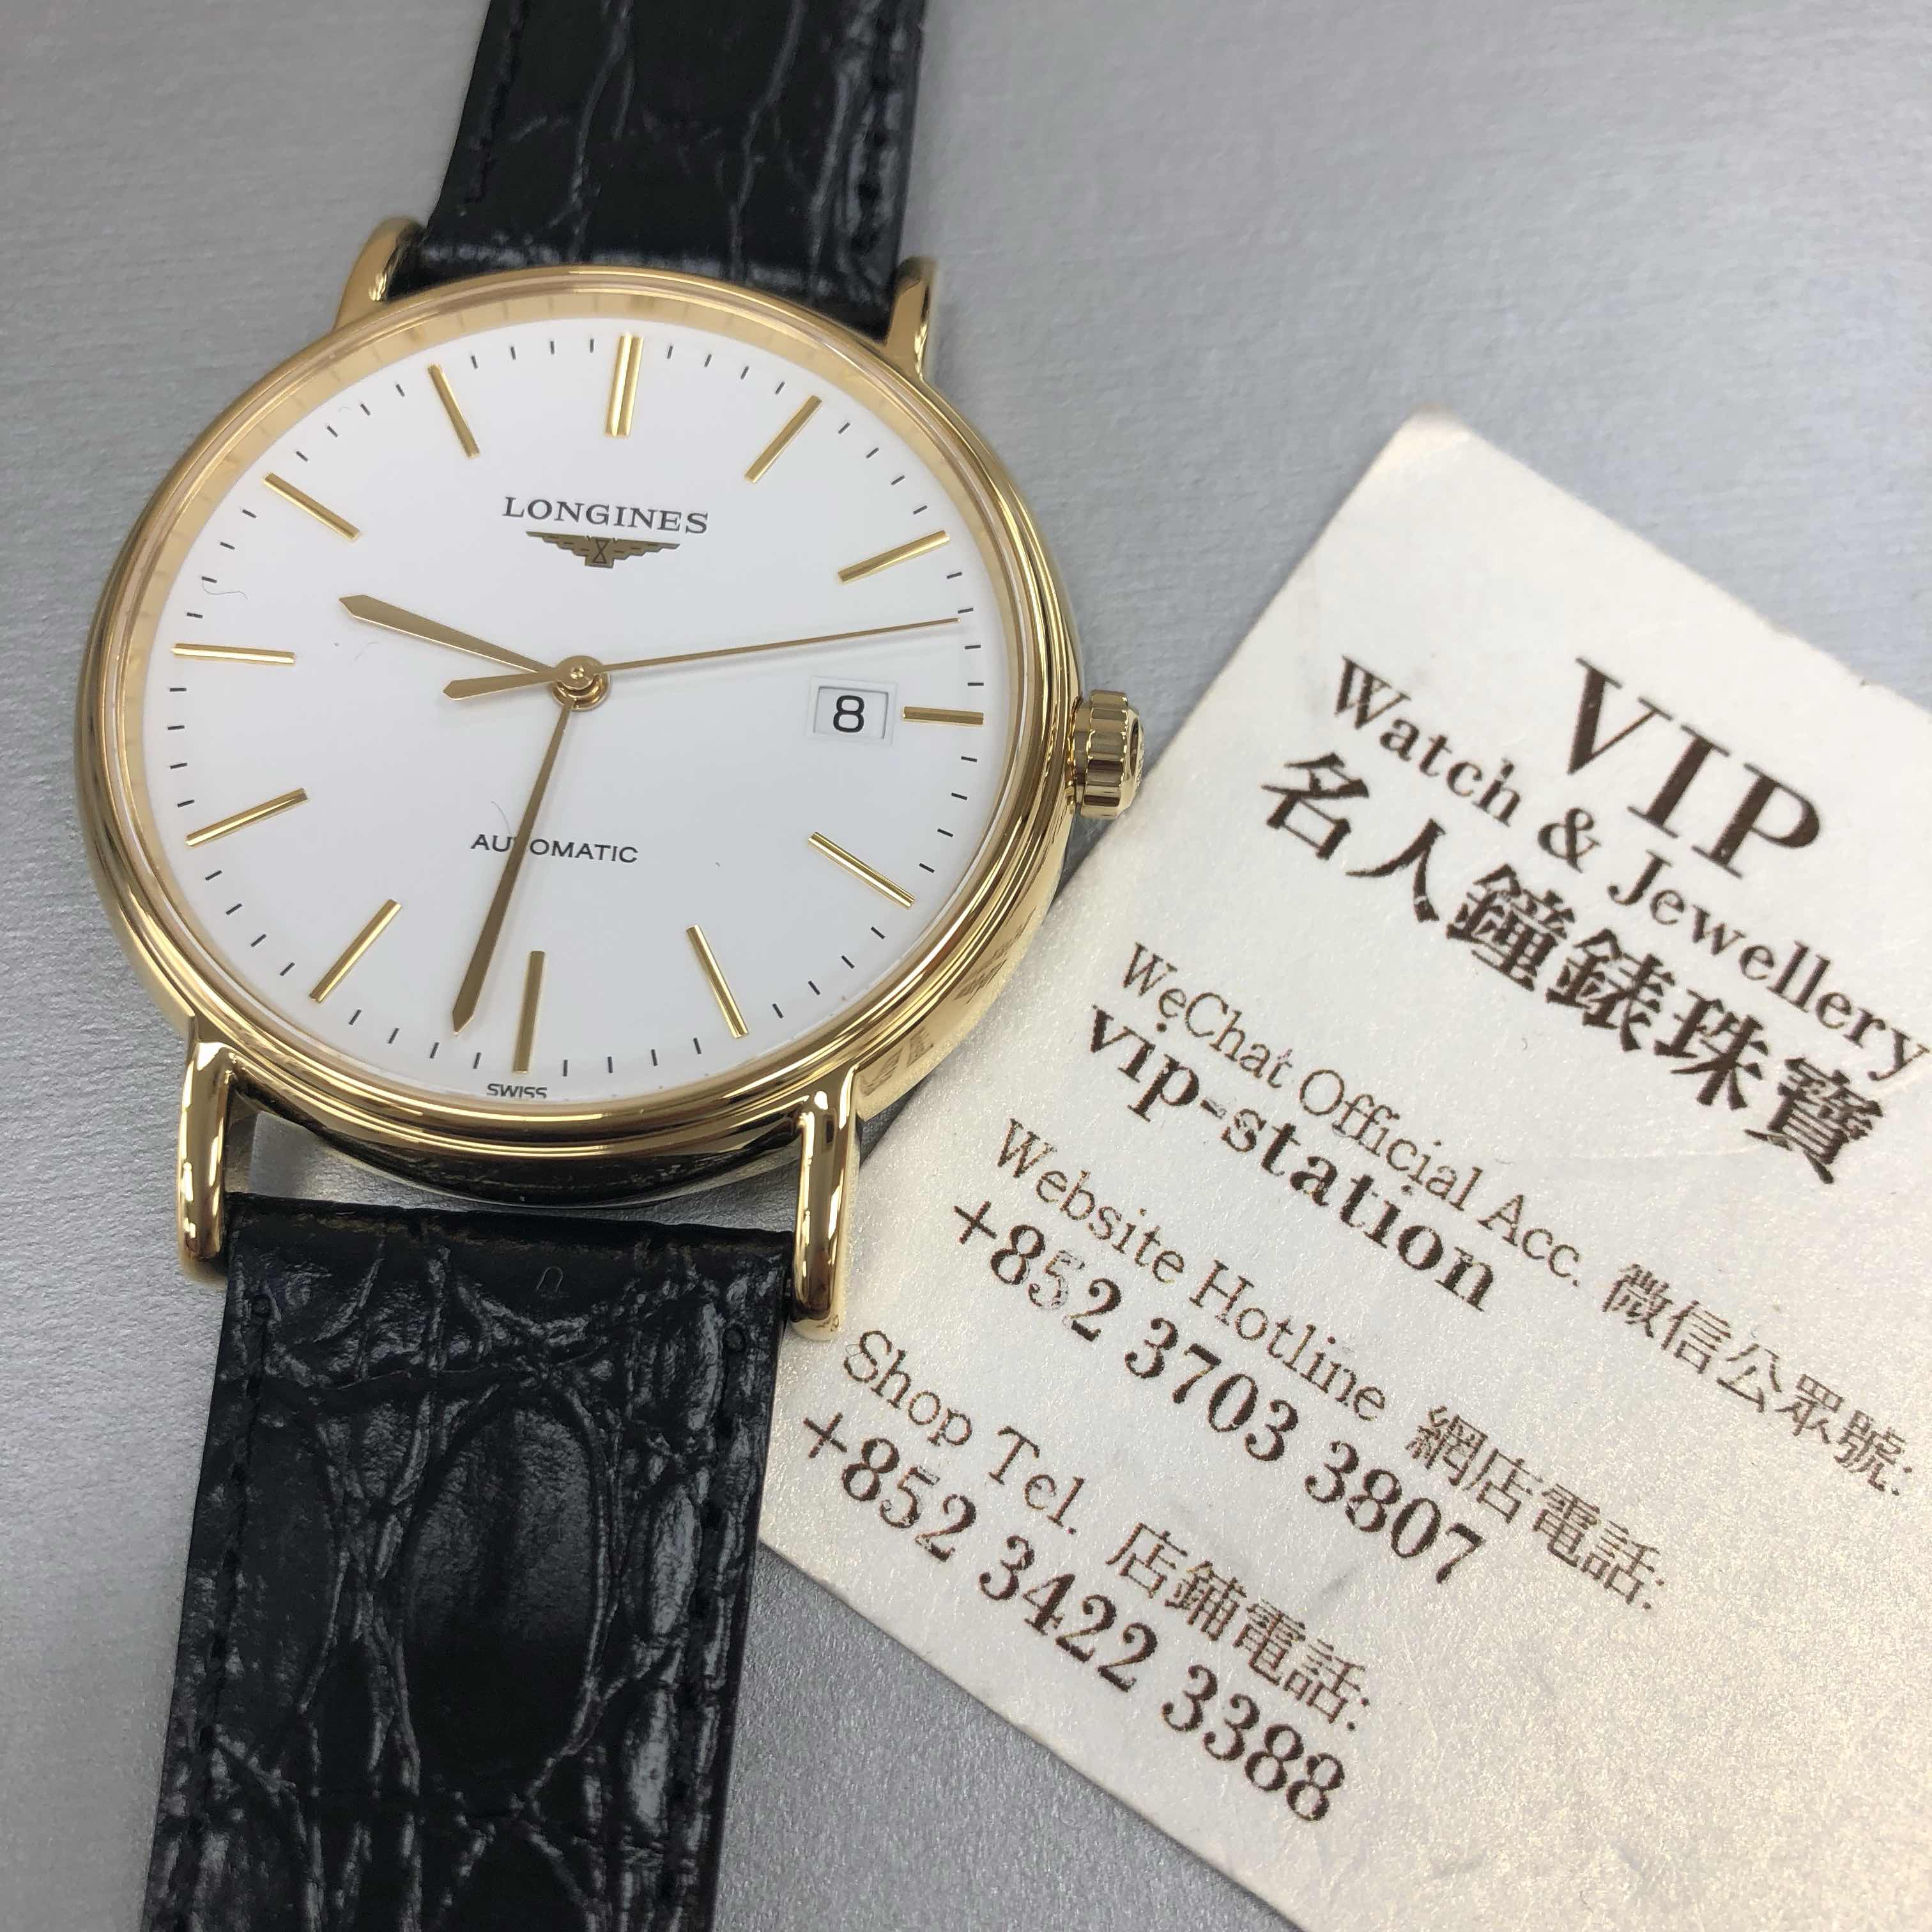 LONGINES
8
AUTOMATIC
SWISS
VIP
Watch & Jewellery
名人鐘錶珠寶
WeChat Official Acc. 微信公眾號:
vip-station
Website Hotline 網店電話:
+852 3703 3807
Shop Tel. 店鋪電話:
+852 3422 3388